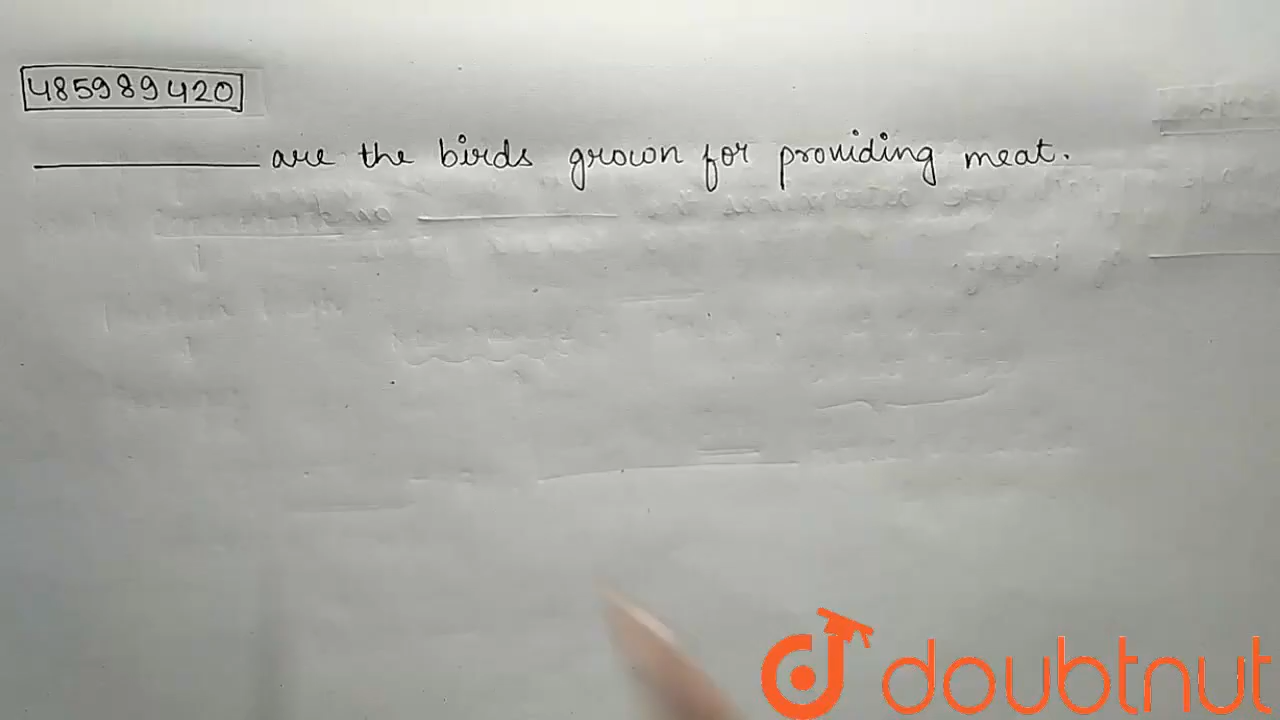 485989420
__________ are the birds grown for providing meat.
doubtnut